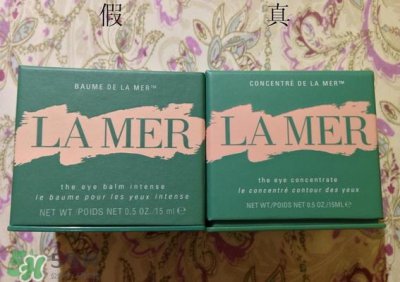 假
真
BAUME DE LA MER™
LA MER
the eye balm intense
le baume pour les yeux intense
NET WT /POIDS NET 0.5 OZ /15 ml ℮
CONCENTRÉ DE LA MER™
LA MER
the eye concentrate
le concentré contour des yeux
NET WT/POIDS NET 0.5 OZ./15ML℮